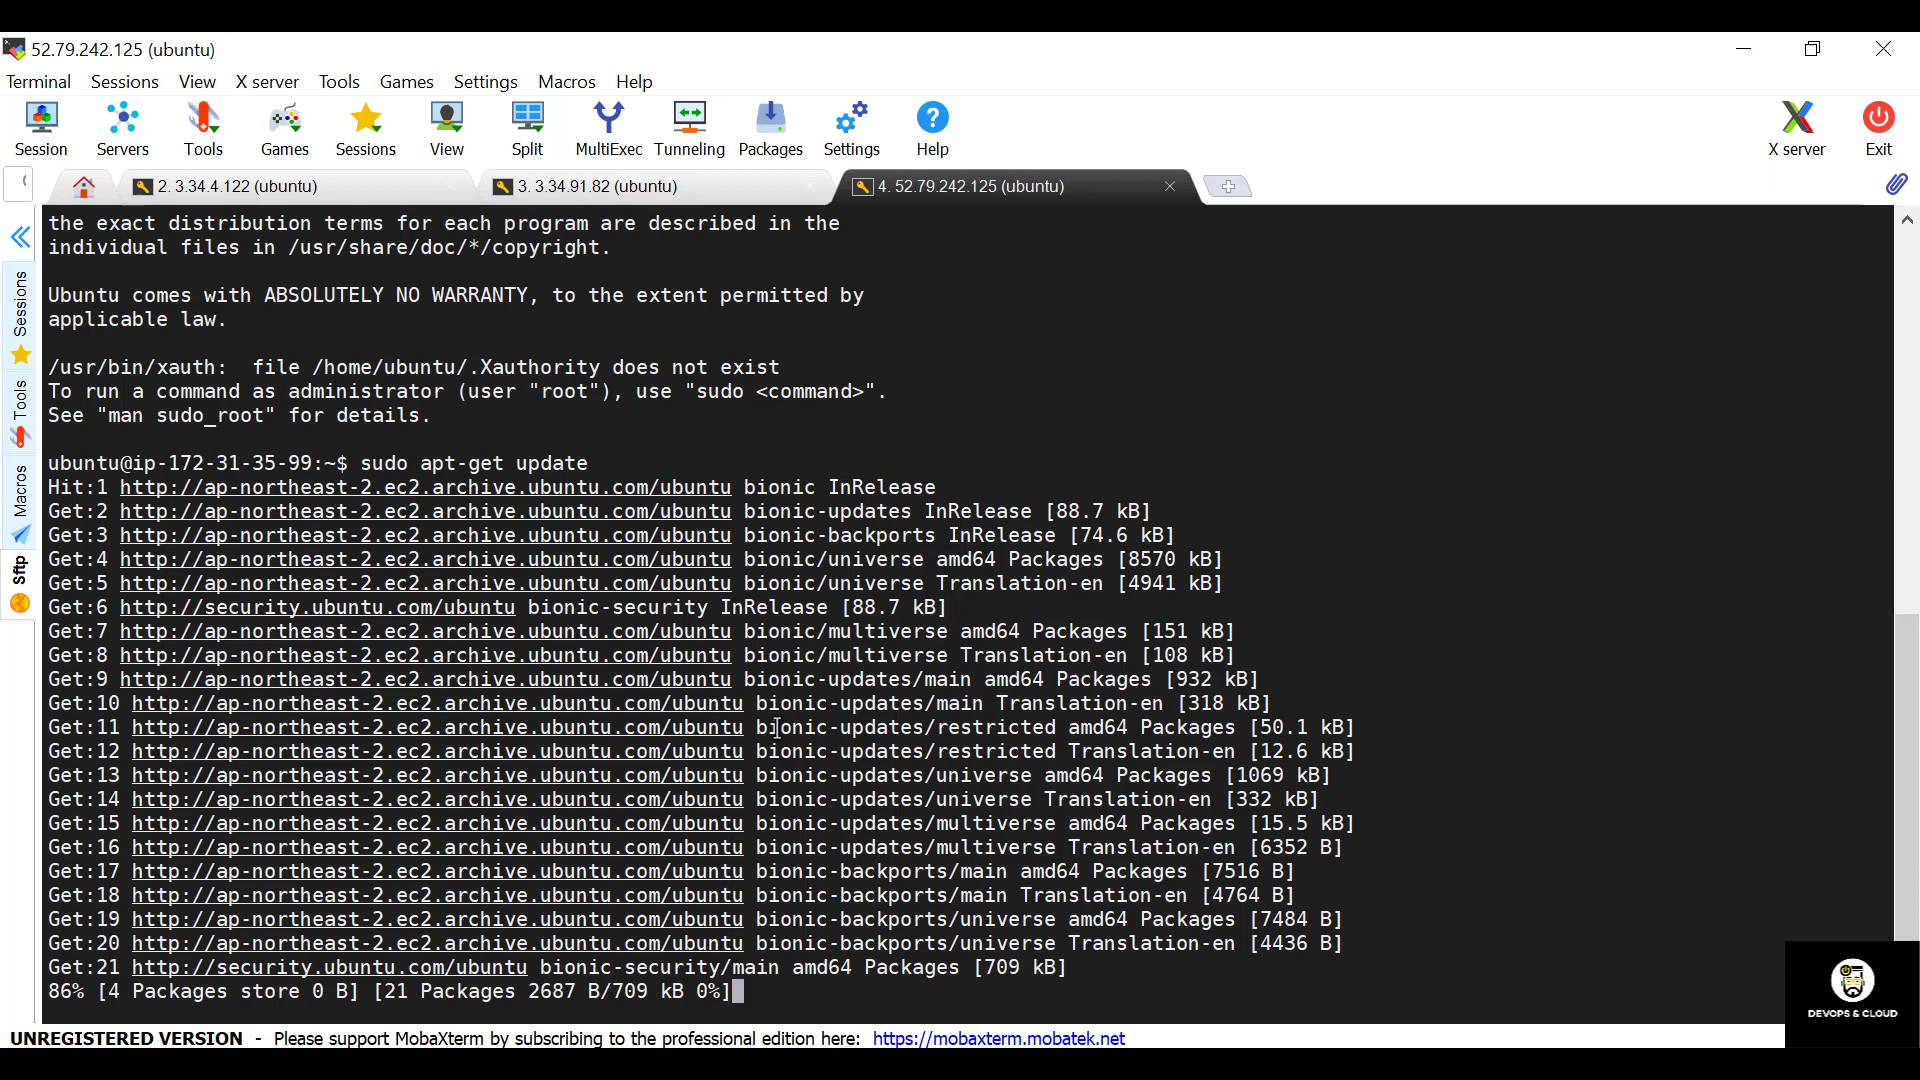 52.79.242.125 (ubuntu)
Terminal Sessions View X server Tools Games Settings Macros Help
Session Servers Tools Games Sessions View Split MultiExec Tunneling Packages Settings Help X server Exit
2. 3.34.4.122 (ubuntu) 3. 3.34.91.82 (ubuntu) 4. 52.79.242.125 (ubuntu)
Sessions
Tools
Macros
Sftp
the exact distribution terms for each program are described in the
individual files in /usr/share/doc/*/copyright.
Ubuntu comes with ABSOLUTELY NO WARRANTY, to the extent permitted by
applicable law.
/usr/bin/xauth:  file /home/ubuntu/.Xauthority does not exist
To run a command as administrator (user "root"), use "sudo <command>".
See "man sudo_root" for details.
ubuntu@ip-172-31-35-99:~$ sudo apt-get update
Hit:1 http://ap-northeast-2.ec2.archive.ubuntu.com/ubuntu bionic InRelease
Get:2 http://ap-northeast-2.ec2.archive.ubuntu.com/ubuntu bionic-updates InRelease [88.7 kB]
Get:3 http://ap-northeast-2.ec2.archive.ubuntu.com/ubuntu bionic-backports InRelease [74.6 kB]
Get:4 http://ap-northeast-2.ec2.archive.ubuntu.com/ubuntu bionic/universe amd64 Packages [8570 kB]
Get:5 http://ap-northeast-2.ec2.archive.ubuntu.com/ubuntu bionic/universe Translation-en [4941 kB]
Get:6 http://security.ubuntu.com/ubuntu bionic-security InRelease [88.7 kB]
Get:7 http://ap-northeast-2.ec2.archive.ubuntu.com/ubuntu bionic/multiverse amd64 Packages [151 kB]
Get:8 http://ap-northeast-2.ec2.archive.ubuntu.com/ubuntu bionic/multiverse Translation-en [108 kB]
Get:9 http://ap-northeast-2.ec2.archive.ubuntu.com/ubuntu bionic-updates/main amd64 Packages [932 kB]
Get:10 http://ap-northeast-2.ec2.archive.ubuntu.com/ubuntu bionic-updates/main Translation-en [318 kB]
Get:11 http://ap-northeast-2.ec2.archive.ubuntu.com/ubuntu bionic-updates/restricted amd64 Packages [50.1 kB]
Get:12 http://ap-northeast-2.ec2.archive.ubuntu.com/ubuntu bionic-updates/restricted Translation-en [12.6 kB]
Get:13 http://ap-northeast-2.ec2.archive.ubuntu.com/ubuntu bionic-updates/universe amd64 Packages [1069 kB]
Get:14 http://ap-northeast-2.ec2.archive.ubuntu.com/ubuntu bionic-updates/universe Translation-en [332 kB]
Get:15 http://ap-northeast-2.ec2.archive.ubuntu.com/ubuntu bionic-updates/multiverse amd64 Packages [15.5 kB]
Get:16 http://ap-northeast-2.ec2.archive.ubuntu.com/ubuntu bionic-updates/multiverse Translation-en [6352 B]
Get:17 http://ap-northeast-2.ec2.archive.ubuntu.com/ubuntu bionic-backports/main amd64 Packages [7516 B]
Get:18 http://ap-northeast-2.ec2.archive.ubuntu.com/ubuntu bionic-backports/main Translation-en [4764 B]
Get:19 http://ap-northeast-2.ec2.archive.ubuntu.com/ubuntu bionic-backports/universe amd64 Packages [7484 B]
Get:20 http://ap-northeast-2.ec2.archive.ubuntu.com/ubuntu bionic-backports/universe Translation-en [4436 B]
Get:21 http://security.ubuntu.com/ubuntu bionic-security/main amd64 Packages [709 kB]
86% [4 Packages store 0 B] [21 Packages 2687 B/709 kB 0%]
DEVOPS & CLOUD
UNREGISTERED VERSION - Please support MobaXterm by subscribing to the professional edition here: https://mobaxterm.mobatek.net